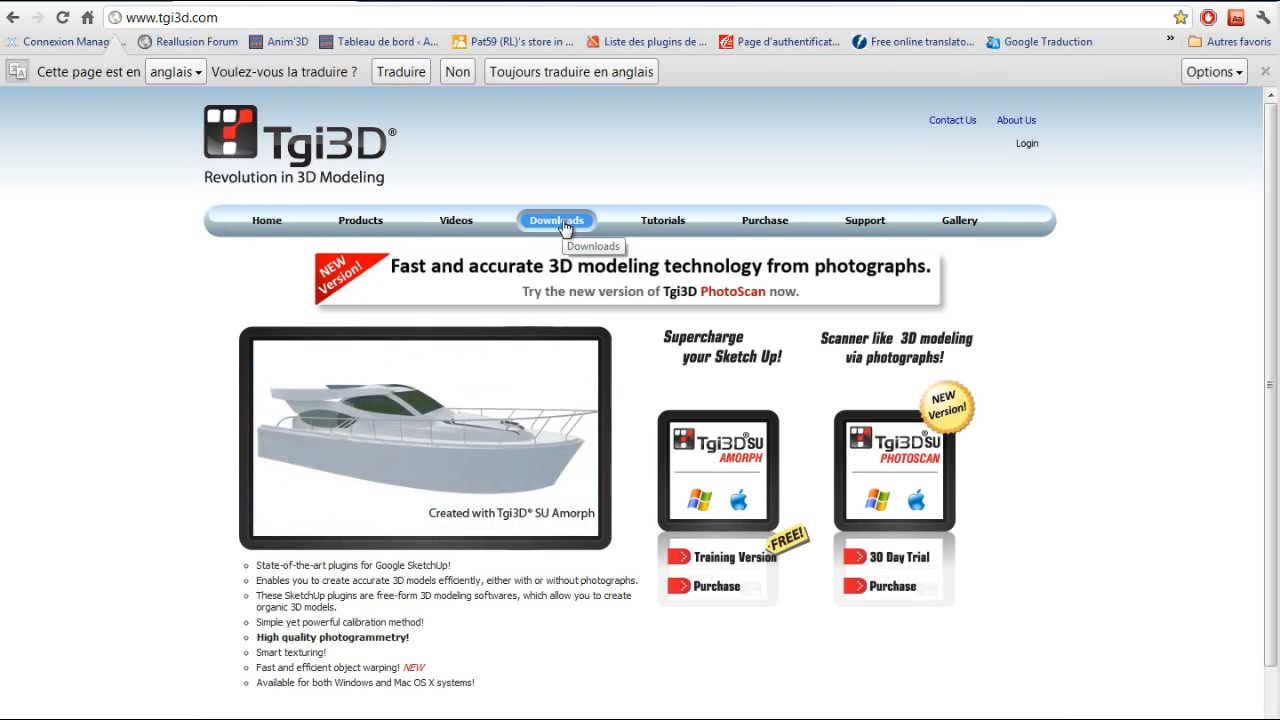 www.tgi3d.com
Connexion Manag
Reallusion Forum
Anim'3D
Tableau de bord ‹ A...
Pat59 (RL)'s store in ...
Liste des plugins de ...
Page d'authentificat...
Free online translato...
Google Traduction
»
Autres favoris
Cette page est en
anglais
Voulez-vous la traduire ?
Traduire
Non
Toujours traduire en anglais
Options
Tgi3D®
Revolution in 3D Modeling
Contact Us
About Us
Login
Home
Products
Videos
Downloads
Tutorials
Purchase
Support
Gallery
Downloads
NEW
Version!
Fast and accurate 3D modeling technology from photographs.
Try the new version of Tgi3D PhotoScan now.
Created with Tgi3D® SU Amorph
State-of-the-art plugins for Google SketchUp!
Enables you to create accurate 3D models efficiently, either with or without photographs.
These SketchUp plugins are free-form 3D modeling softwares, which allow you to create
organic 3D models.
Simple yet powerful calibration method!
High quality photogrammetry!
Smart texturing!
Fast and efficient object warping! NEW
Available for both Windows and Mac OS X systems!
Supercharge
your Sketch Up!
Tgi3D® SU
AMORPH
FREE!
Training Version
Purchase
Scanner like 3D modeling
via photographs!
NEW
Version!
Tgi3D® SU
PHOTOSCAN
30 Day Trial
Purchase